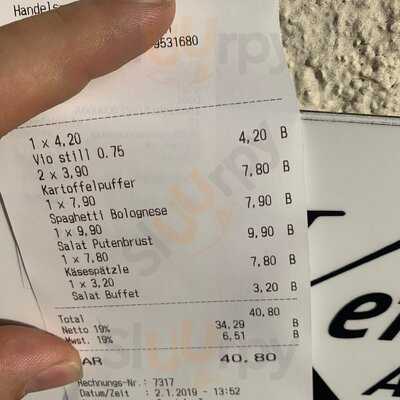 Handels
9531680
1 x 4,20
Vio still 0.75 4,20 B
2 x 3,90
Kartoffelpuffer 7,80 B
1 x 7,90
Spaghetti Bolognese 7,90 B
1 x 9,90
Salat Putenbrust 9,90 B
1 x 7,80
Käsespätzle 7,80 B
1 x 3,20
Salat Buffet 3,20 B
Total 40,80
Netto 19% 34,29 B
Mwst. 19% 6,51 B
AR 40,80
Rechnungs-Nr.: 7317
Datum/Zeit : 2.1.2019 - 13:52
sluurpy
sluurpy
sluurpy